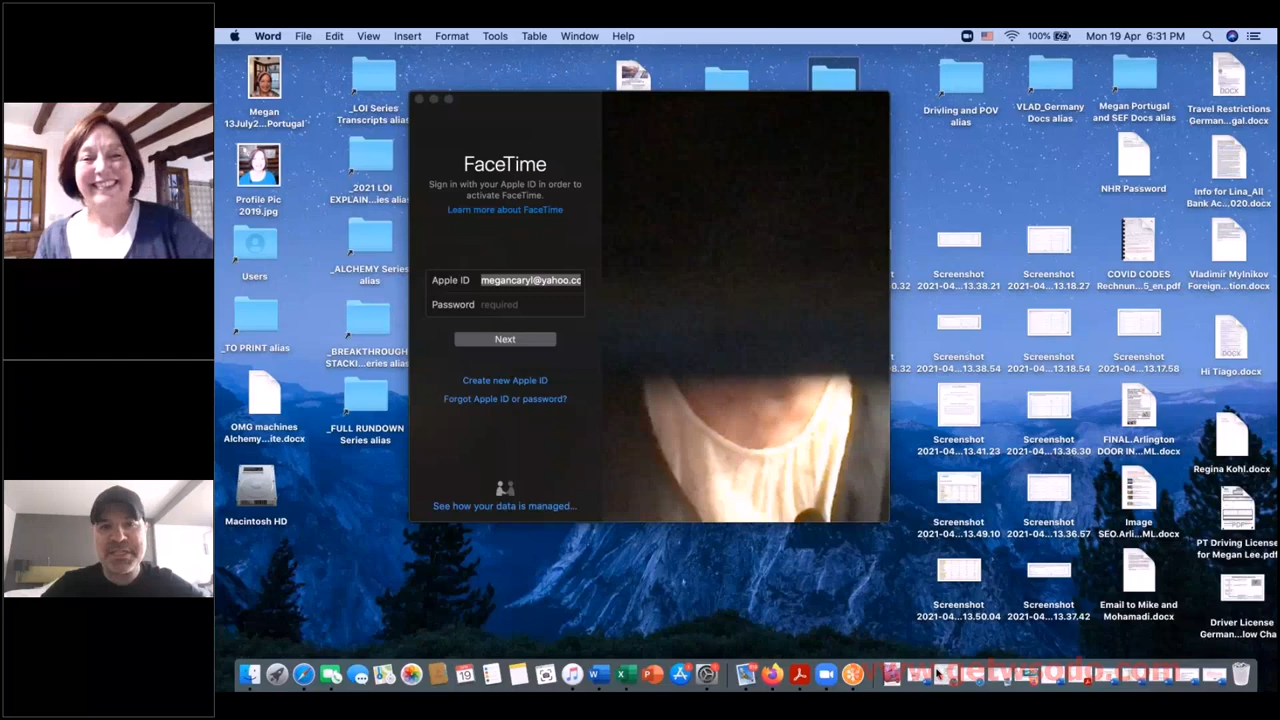 Word File Edit View Insert Format Tools Table Window Help
100%
Mon 19 Apr 6:31 PM
Megan
13July2...Portugal
_LOI Series
Transcripts alias
Drivling and POV
alias
VLAD_Germany
Docs alias
Megan Portugal
and SEF Docs alias
Travel Restrictions
German...gal.docx
Profile Pic
2019.jpg
_2021 LOI
EXPLAIN...ies alias
NHR Password
Info for Lina_All
Bank Ac...020.docx
Users
_ALCHEMY Series
alias
0.32
Screenshot
2021-04...13.38.21
Screenshot
2021-04...13.18.27
COVID CODES
Rechnun...5_en.pdf
Vladimir Mylnikov
Foreign...tion.docx
_TO PRINT alias
_BREAKTHROUGH
STACKI...eries alias
8.32
Screenshot
2021-04...13.38.54
Screenshot
2021-04...13.18.54
Screenshot
2021-04...13.17.58
Hi Tiago.docx
OMG machines
Alchemy...ite.docx
_FULL RUNDOWN
Series alias
Screenshot
2021-04...13.41.23
Screenshot
2021-04...13.36.30
FINAL.Arlington
DOOR IN...ML.docx
Regina Kohl.docx
Macintosh HD
Screenshot
2021-04...13.49.10
Screenshot
2021-04...13.36.57
Image
SEO.Arli...ML.docx
PT Driving License
for Megan Lee.pdf
Screenshot
2021-04...13.50.04
Screenshot
2021-04...13.37.42
Email to Mike and
Mohamadi.docx
Driver License
German...low Cha
FaceTime
Sign in with your Apple ID in order to
activate FaceTime.
Learn more about FaceTime
Apple ID megancaryl@yahoo.cc
Password required
Next
Create new Apple ID
Forgot Apple ID or password?
See how your data is managed...
DOCX
DOCX
PDF
19